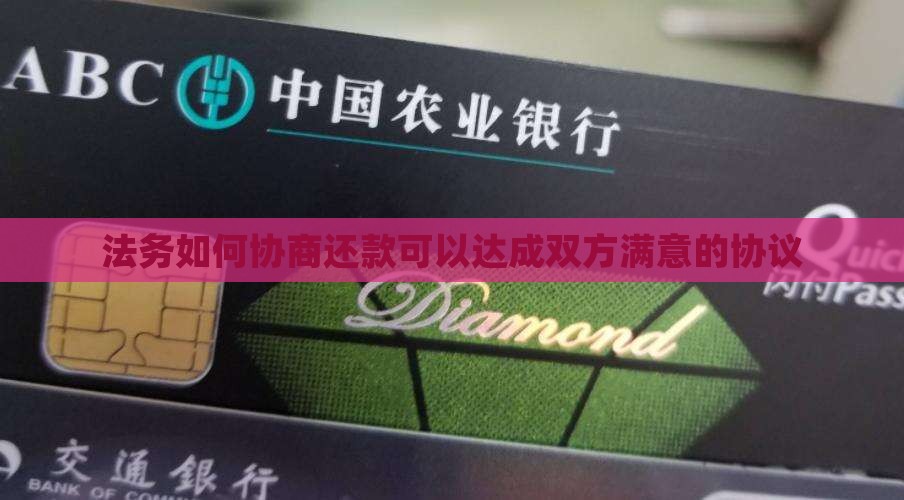 ABC 中国农业银行
法务如何协商还款可以达成双方满意的协议
Quic
闪付Pass
Diamond
交通銀行
BANK OF COMM